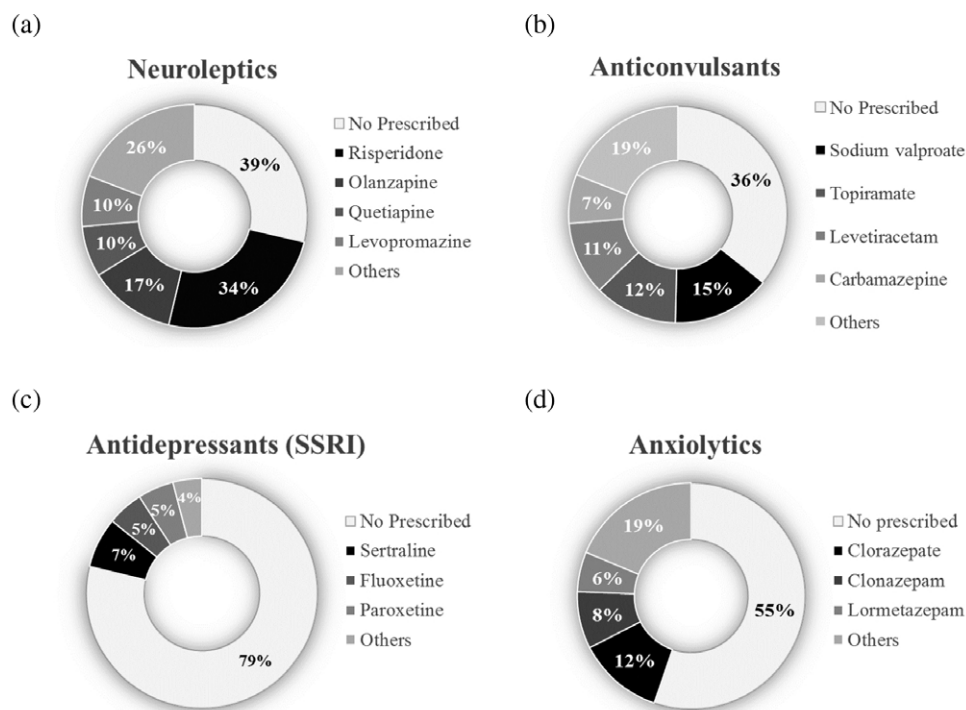 (a)
Neuroleptics
26%
39%
10%
10%
17%
34%
No Prescribed
Risperidone
Olanzapine
Quetiapine
Levopromazine
Others
(b)
Anticonvulsants
19%
36%
7%
11%
12%
15%
No Prescribed
Sodium valproate
Topiramate
Levetiracetam
Carbamazepine
Others
(c)
Antidepressants (SSRI)
4%
5%
5%
7%
79%
No Prescribed
Sertraline
Fluoxetine
Paroxetine
Others
(d)
Anxiolytics
19%
6%
55%
8%
12%
No prescribed
Clorazepate
Clonazepam
Lormetazepam
Others